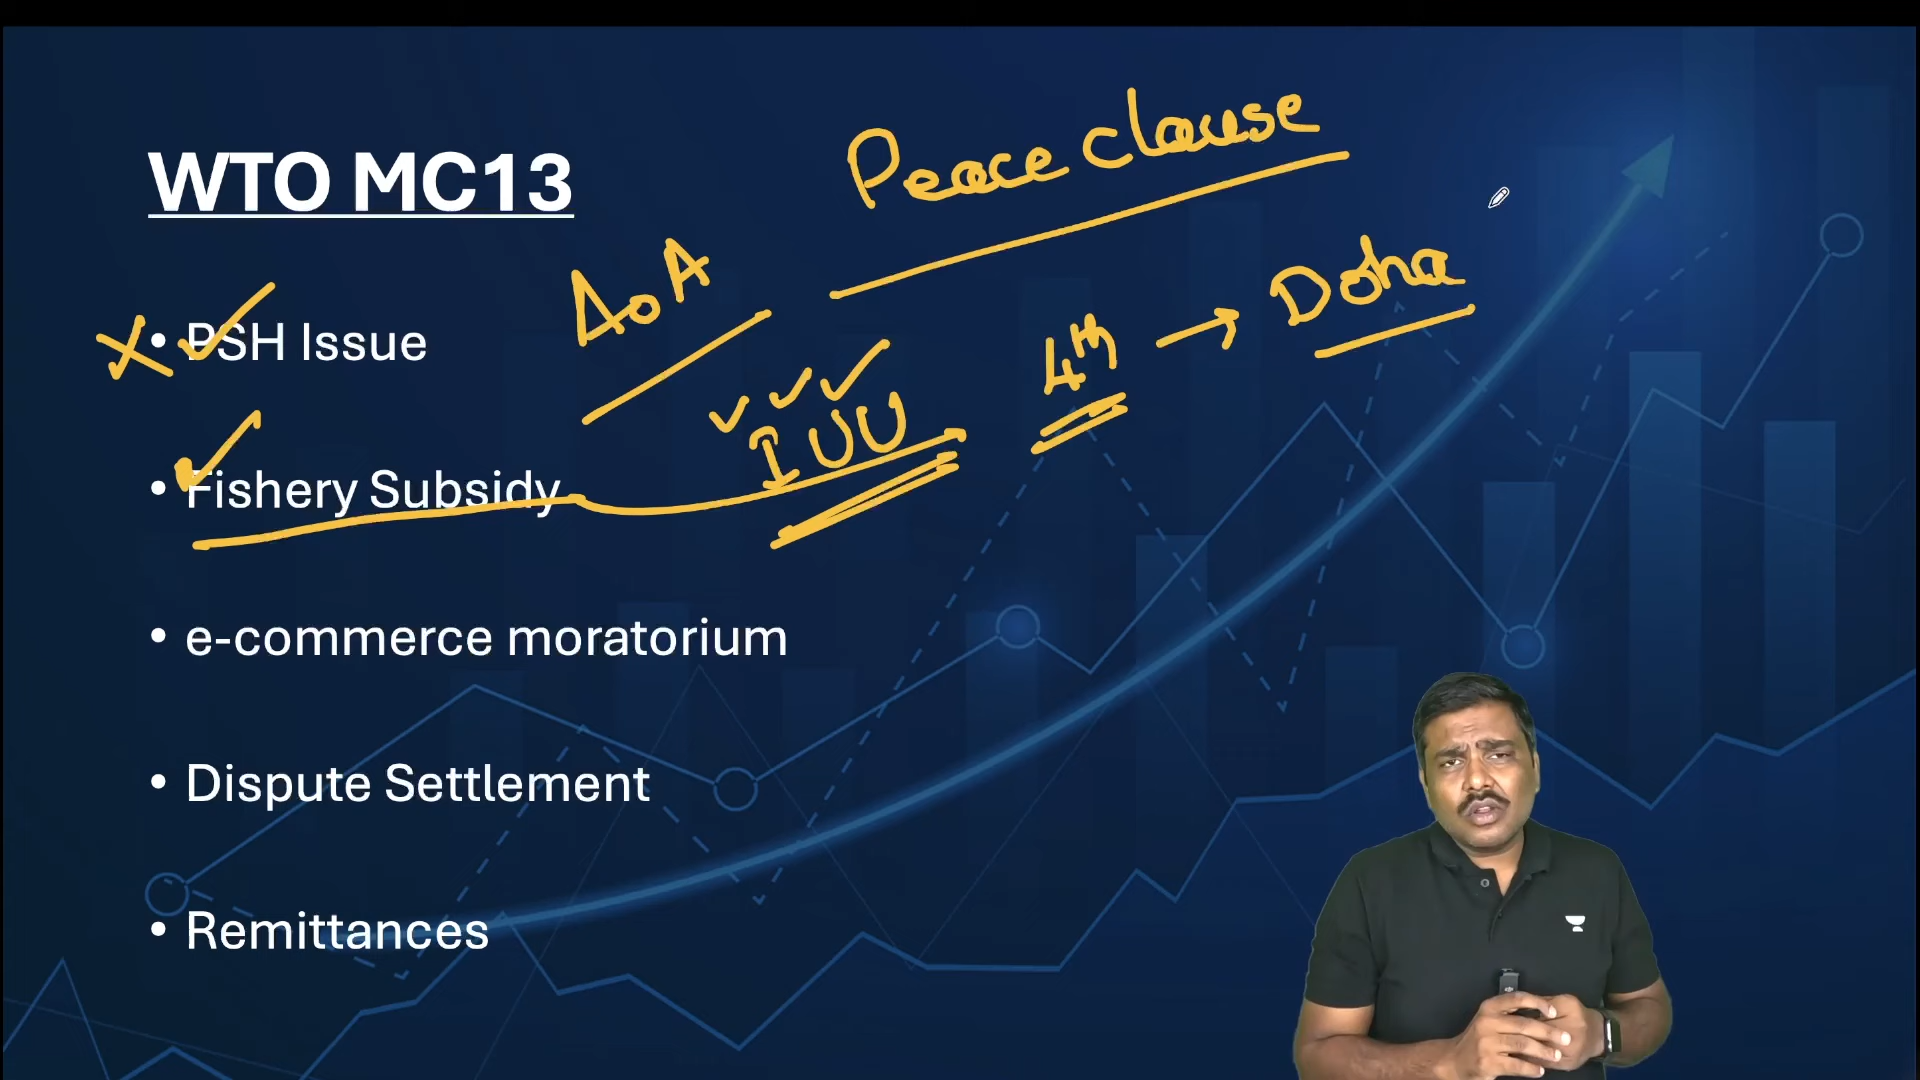 Peace clause
WTO MC13
AOA
Doha
• PSH Issue
4th
IUU
• Fishery Subsidy
• e-commerce moratorium
• Dispute Settlement
• Remittances